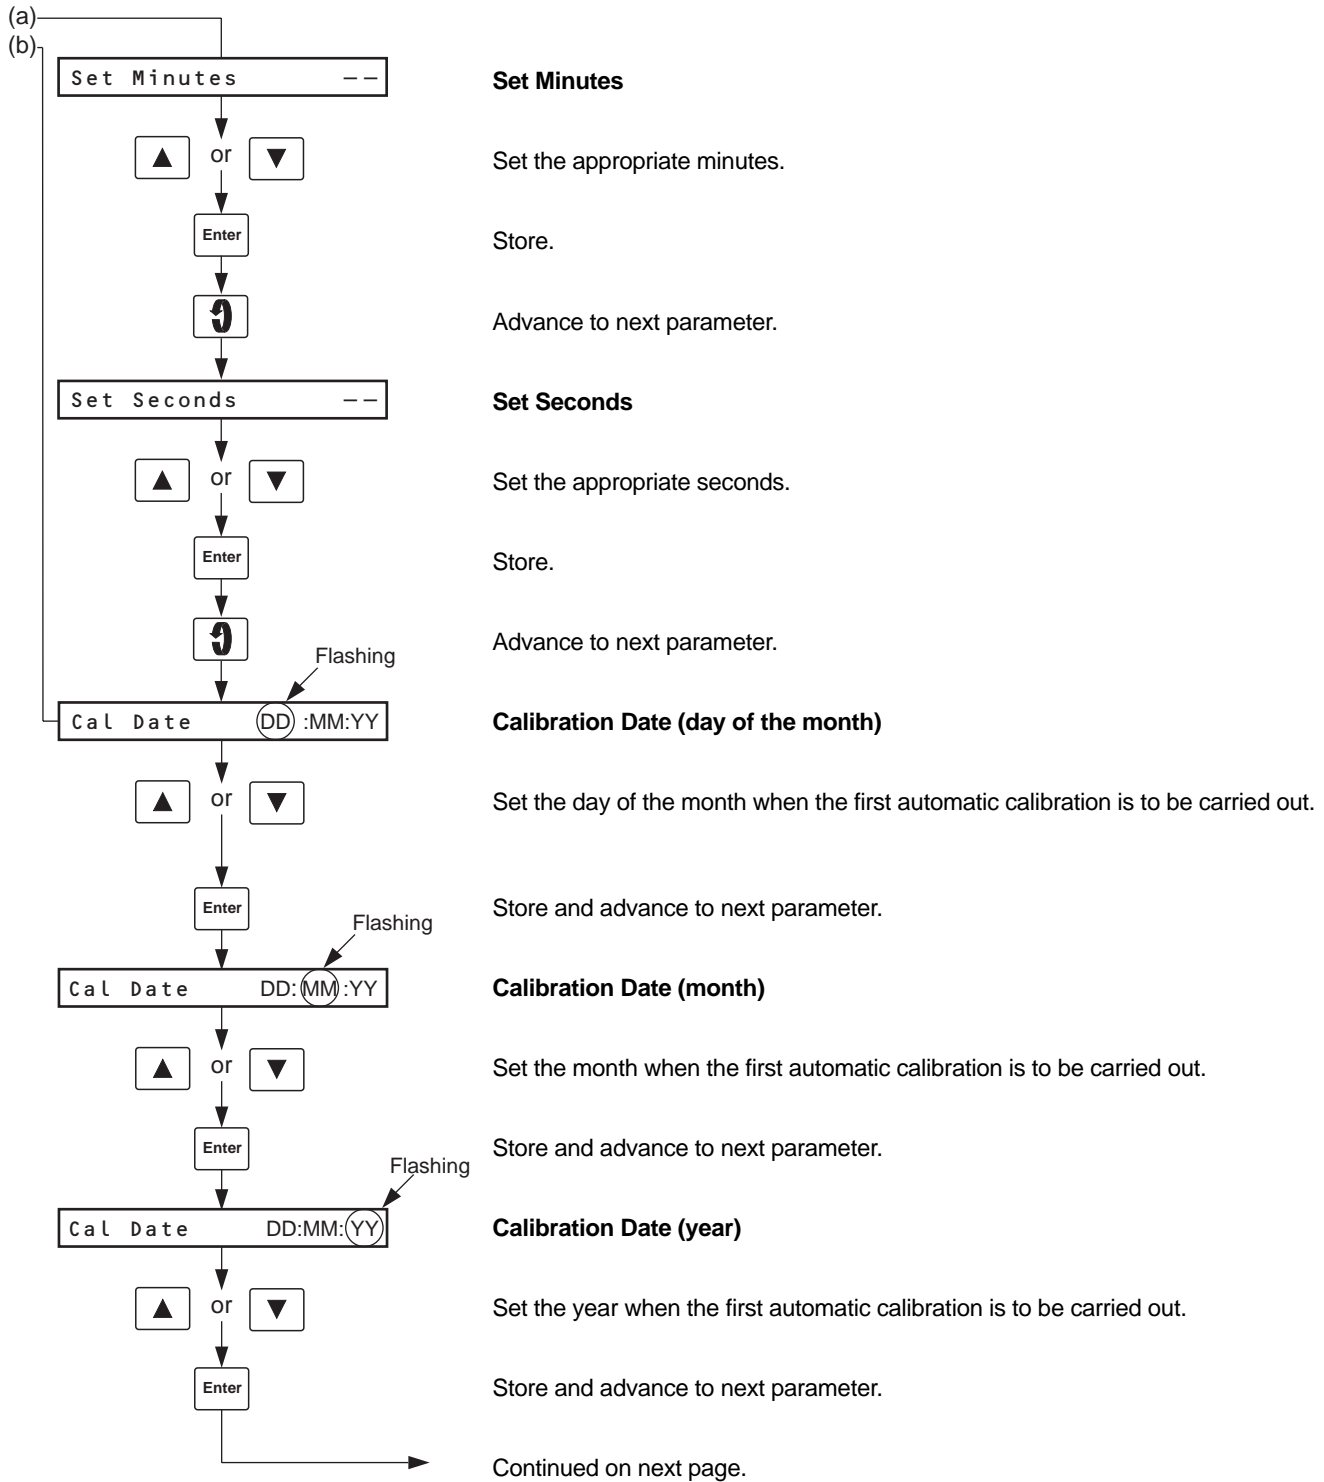 (a)
(b)
Set Minutes – –
Set Minutes
▲ or ▼
Set the appropriate minutes.
Enter
Store.
Advance to next parameter.
Set Seconds – –
Set Seconds
▲ or ▼
Set the appropriate seconds.
Enter
Store.
Advance to next parameter.
Flashing
Cal Date DD :MM:YY
Calibration Date (day of the month)
▲ or ▼
Set the day of the month when the first automatic calibration is to be carried out.
Enter
Store and advance to next parameter.
Flashing
Cal Date DD: MM :YY
Calibration Date (month)
▲ or ▼
Set the month when the first automatic calibration is to be carried out.
Enter
Store and advance to next parameter.
Flashing
Cal Date DD:MM: YY
Calibration Date (year)
▲ or ▼
Set the year when the first automatic calibration is to be carried out.
Enter
Store and advance to next parameter.
Continued on next page.